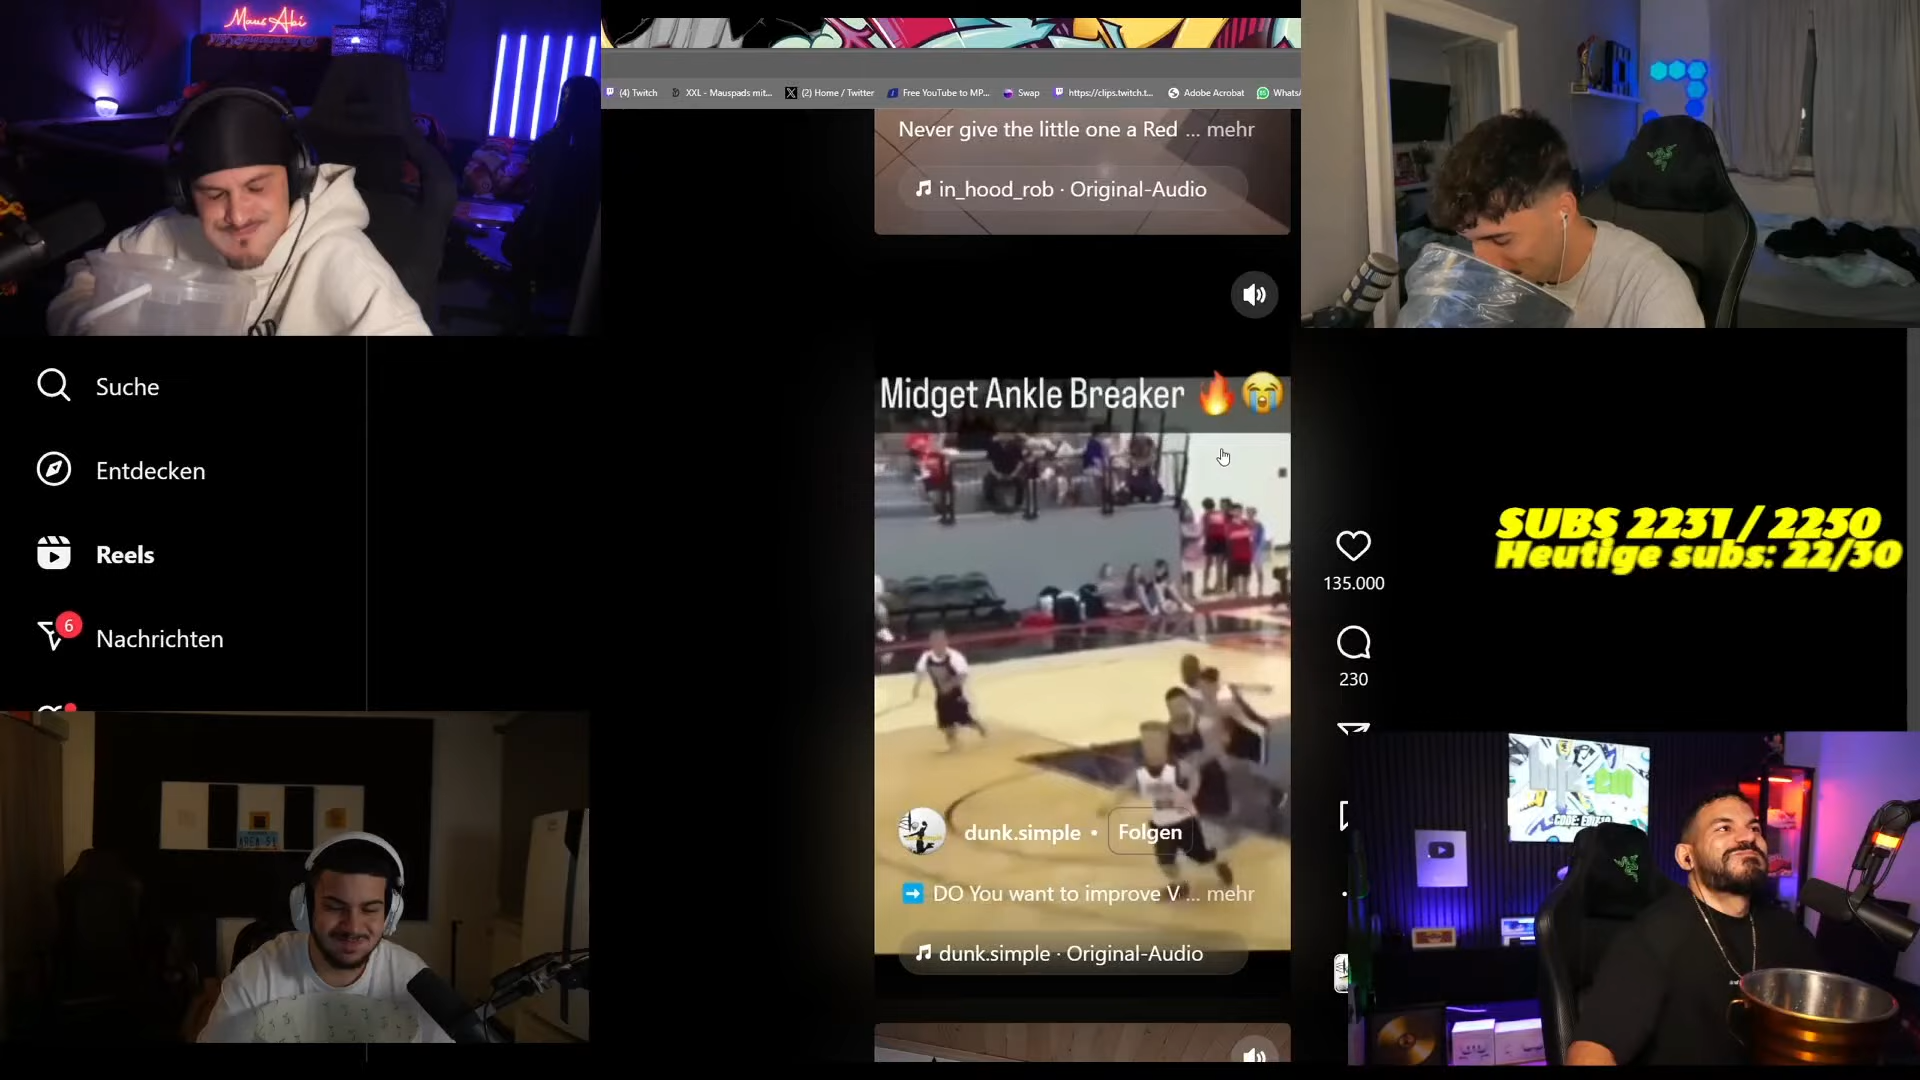 Maus Abi
(4) Twitch
XXL - Mauspads mit...
(2) Home / Twitter
Free YouTube to MP...
Swap
https://clips.twitch.t...
Adobe Acrobat
WhatsA
Never give the little one a Red ... mehr
in_hood_rob · Original-Audio
Suche
Entdecken
Reels
6
Nachrichten
Midget Ankle Breaker 🔥😭
135.000
230
SUBS 2231 / 2250
Heutige subs: 22/30
dunk.simple • Folgen
➡️ DO You want to improve V ... mehr
dunk.simple · Original-Audio